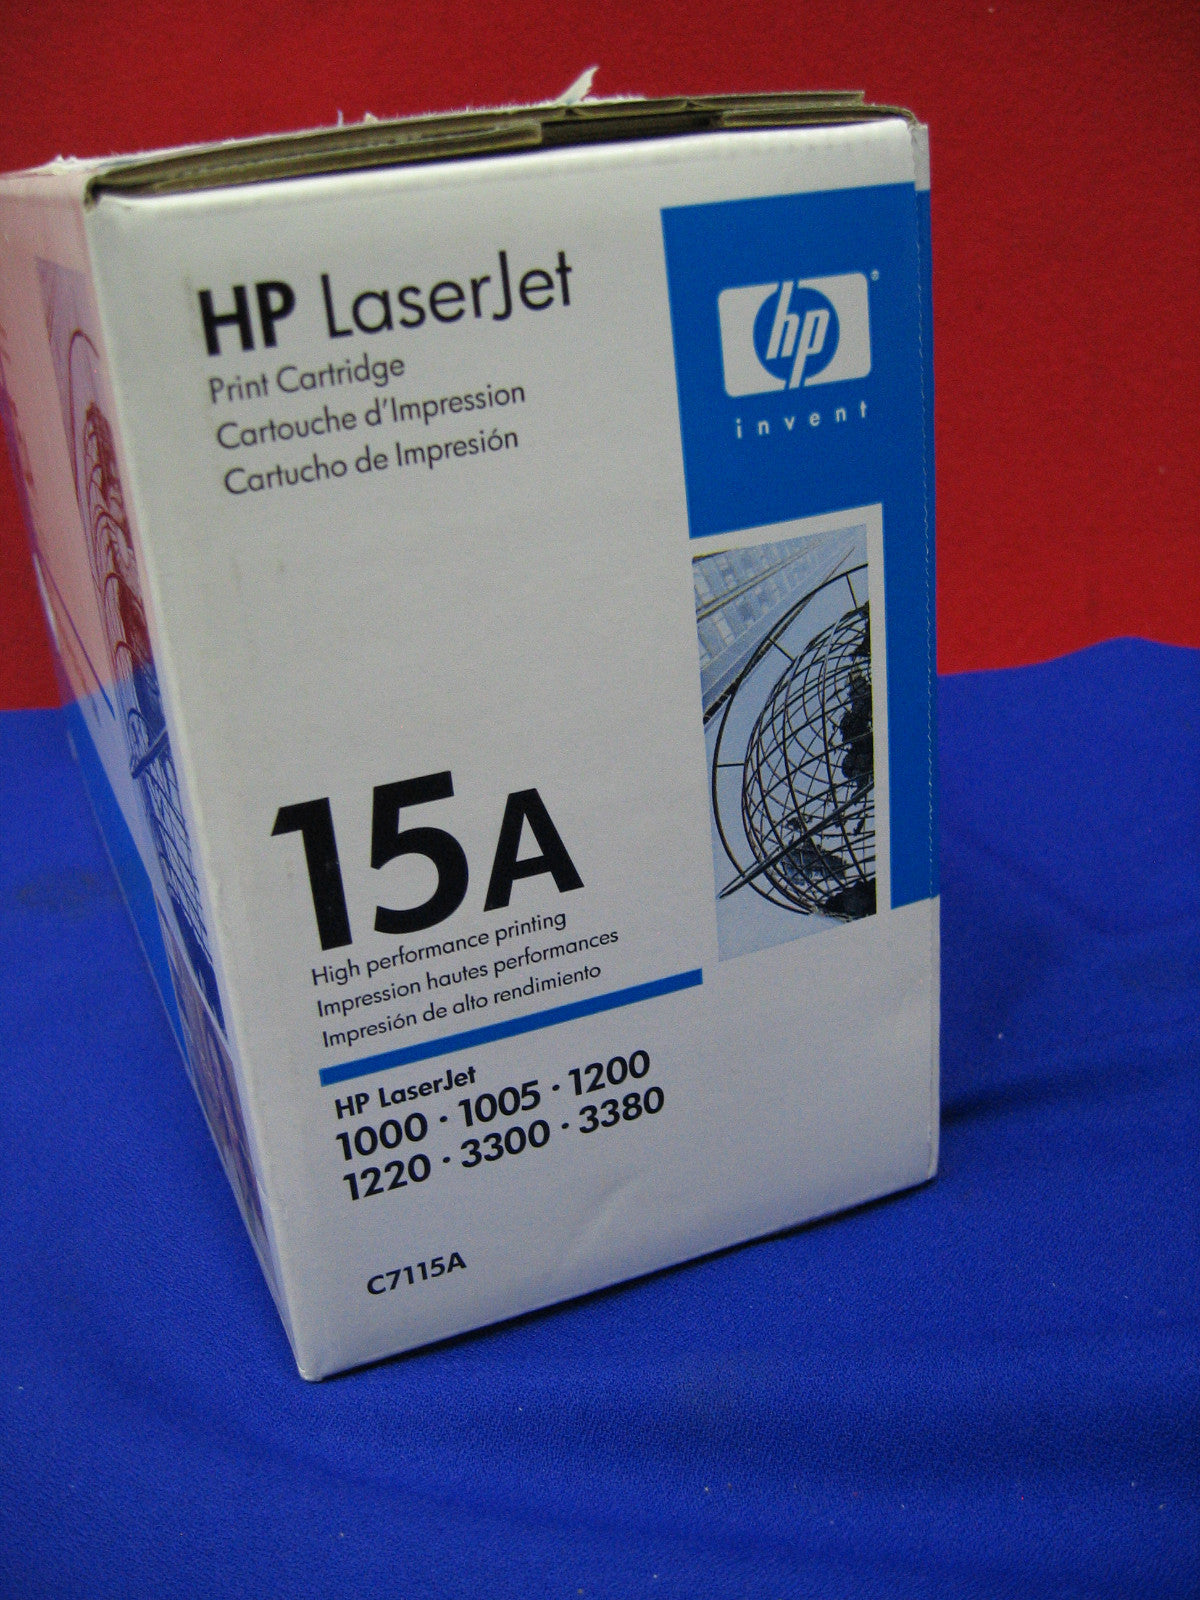 HP LaserJet
Print Cartridge
Cartouche d'Impression
Cartucho de Impresión
hp®
invent
15A
High performance printing
Impression hautes performances
Impresión de alto rendimiento
HP LaserJet
1000 · 1005 · 1200
1220 · 3300 · 3380
C7115A